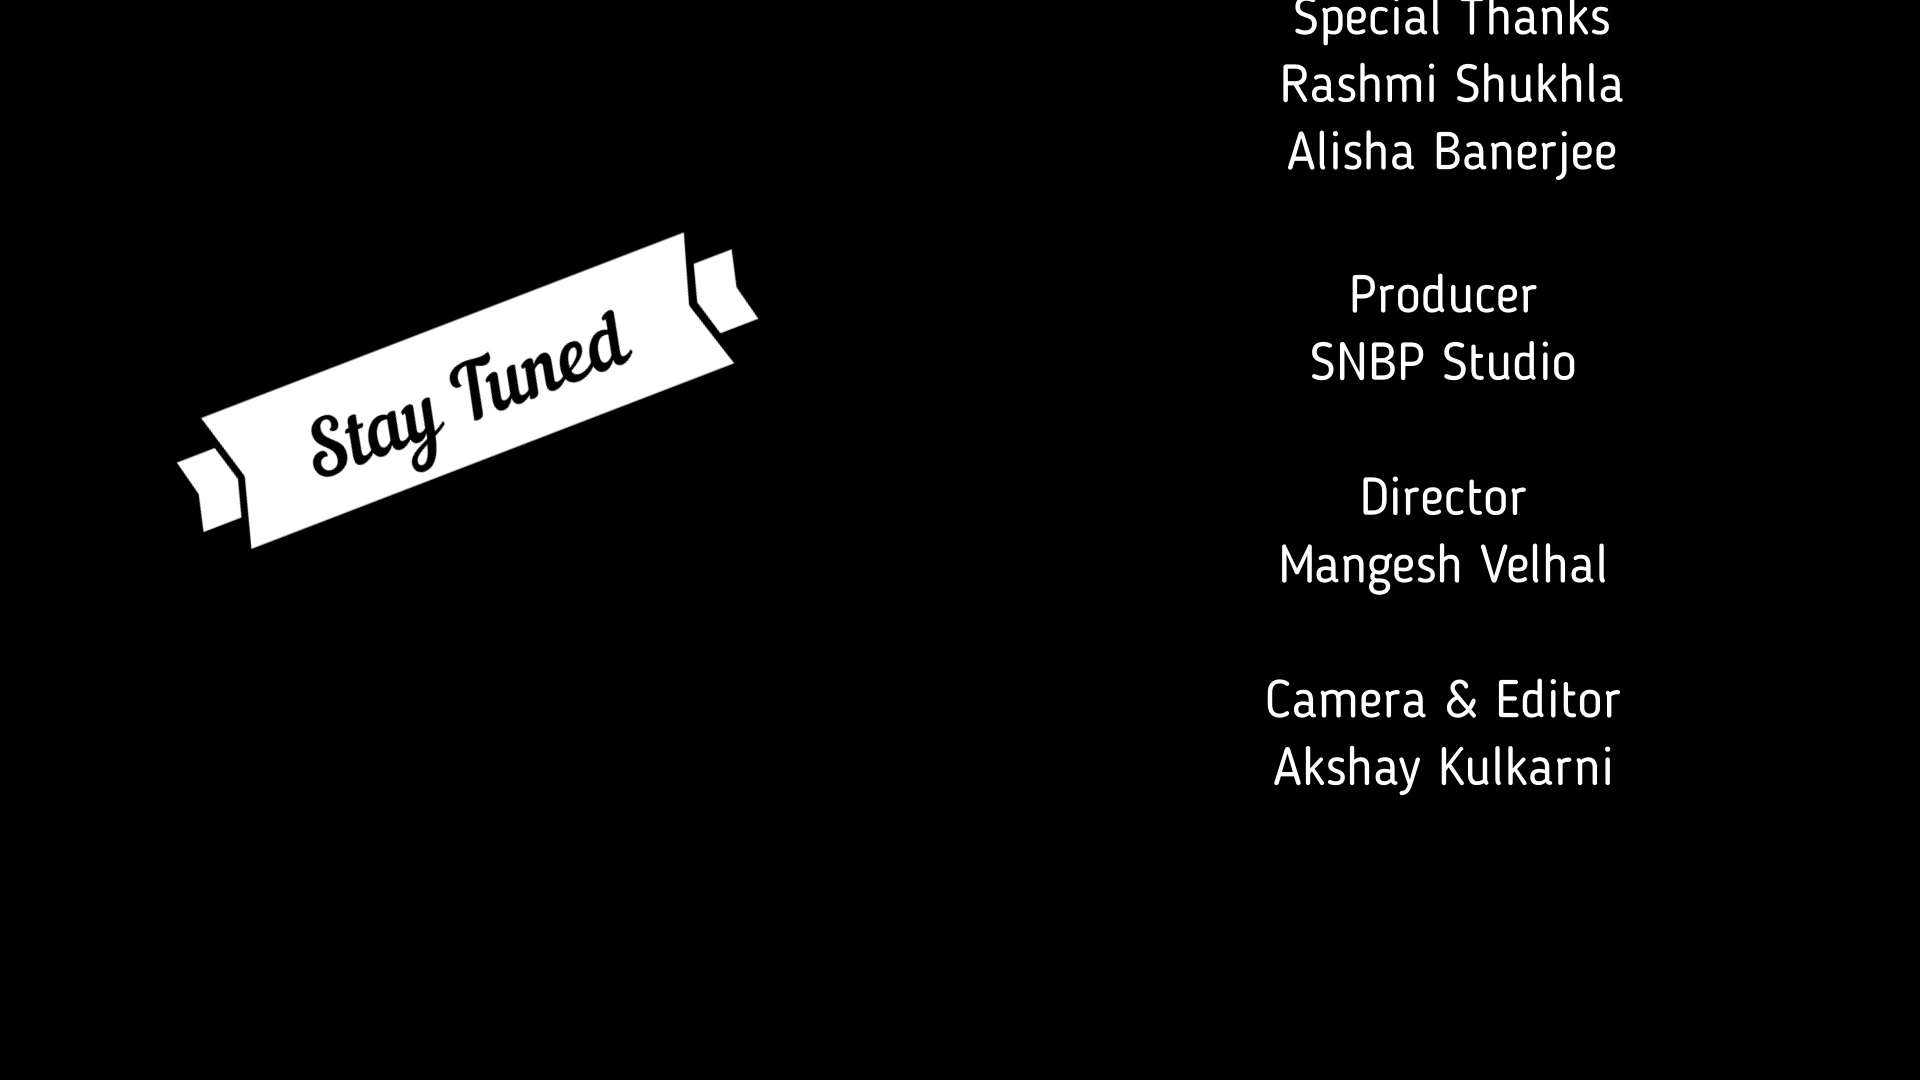 Stay Tuned
Special Thanks
Rashmi Shukhla
Alisha Banerjee
Producer
SNBP Studio
Director
Mangesh Velhal
Camera & Editor
Akshay Kulkarni